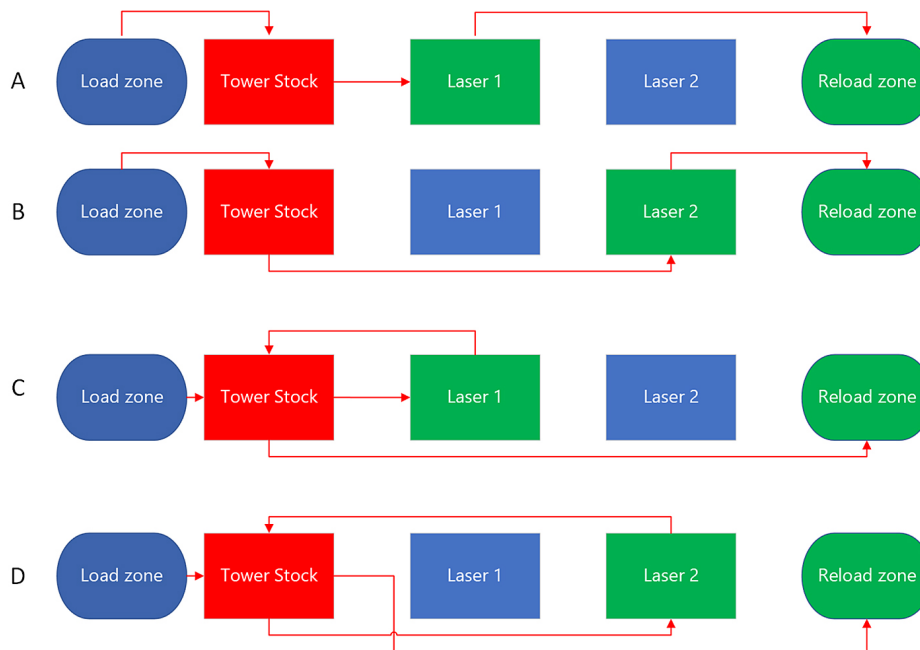 A
Load zone
Tower Stock
Laser 1
Laser 2
Reload zone
B
Load zone
Tower Stock
Laser 1
Laser 2
Reload zone
C
Load zone
Tower Stock
Laser 1
Laser 2
Reload zone
D
Load zone
Tower Stock
Laser 1
Laser 2
Reload zone